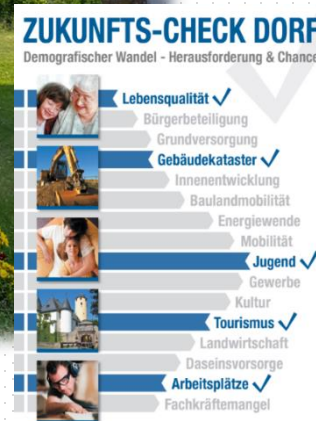 ZUKUNFTS-CHECK DORF
Demografischer Wandel - Herausforderung & Chance
Lebensqualität
Bürgerbeteiligung
Grundversorgung
Gebäudekataster
Innenentwicklung
Baulandmobilität
Energiewende
Mobilität
Jugend
Gewerbe
Kultur
Tourismus
Landwirtschaft
Daseinsvorsorge
Arbeitsplätze
Fachkräftemangel